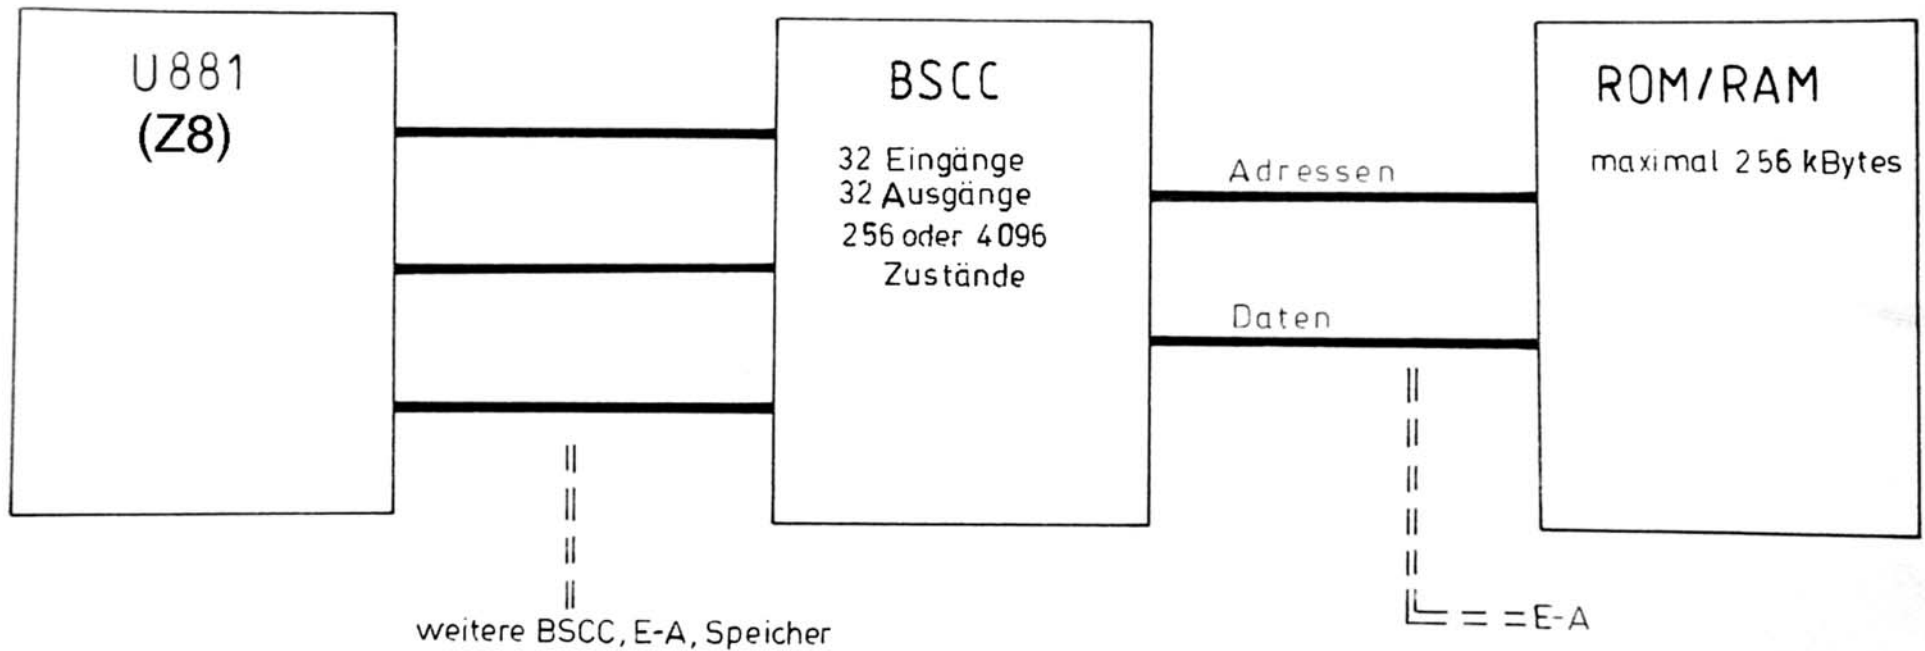 U881
(Z8)
BSCC
32 Eingänge
32 Ausgänge
256 oder 4096
Zustände
Adressen
Daten
ROM/RAM
maximal 256 kBytes
weitere BSCC, E-A, Speicher
E-A